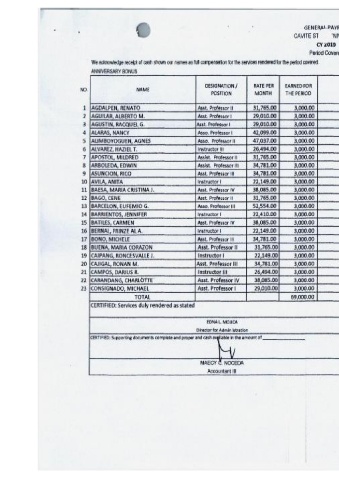 GENERAL PAY
CAVITE ST
CY 2019
Period Cover
We acknowledge receipt of cash shown our names as full compensation for the services rendered for the period covered.
ANNIVERSARY BONUS
NO. NAME DESIGNATION / POSITION RATE PER MONTH EARNED FOR THE PERIOD
1 AGDALPEN, RENATO Asst. Professor II 31,765.00 3,000.00
2 AGUILAR, ALBERTO M. Asst. Professor I 29,010.00 3,000.00
3 AGUSTIN, RACQUEL G. Asst. Professor I 29,010.00 3,000.00
4 ALARAS, NANCY Asso. Professor I 42,099.00 3,000.00
5 ALIMBOYOGUEN, AGNES Asso. Professor II 47,037.00 3,000.00
6 ALVAREZ, HAZIEL T. Instructor III 26,494.00 3,000.00
7 APOSTOL, MILDRED Assist. Professor II 31,765.00 3,000.00
8 ARBOLEDA, EDWIN Assist. Professor III 34,781.00 3,000.00
9 ASUNCION, RICO Asst. Professor III 34,781.00 3,000.00
10 AVILA, ANITA Instructor I 22,149.00 3,000.00
11 BAESA, MARIA CRISTINA J. Asst. Professor IV 38,085.00 3,000.00
12 BAGO, CENE Asst. Professor II 31,765.00 3,000.00
13 BARCELON, EUFEMIO G. Asso. Professor III 51,554.00 3,000.00
14 BARRIENTOS, JENNIFER Instructor I 22,410.00 3,000.00
15 BATILES, CARMEN Asst. Professor IV 38,085.00 3,000.00
16 BERNAL, PRINZE AL A. Instructor I 22,149.00 3,000.00
17 BONO, MICHELE Asst. Professor III 34,781.00 3,000.00
18 BUENA, MARIA CORAZON Asst. Professor II 31,765.00 3,000.00
19 CAIPANG, RONCESVALLE J. Instructor I 22,149.00 3,000.00
20 CAJIGAL, RONAN M. Asst. Professor III 34,781.00 3,000.00
21 CAMPOS, DARIUS R. Instructor III 26,494.00 3,000.00
22 CABANDANG, CHARLOTTE Asst. Professor IV 38,085.00 3,000.00
23 CONSIGNADO, MICHAEL Asst. Professor I 29,010.00 3,000.00
TOTAL 69,000.00
CERTIFIED: Services duly rendered as stated
EDNA L. MOJICA
Director for Administration
CERTIFIED: Supporting documents complete and proper and cash available in the amount of
C. NOCEDA
Accountant III